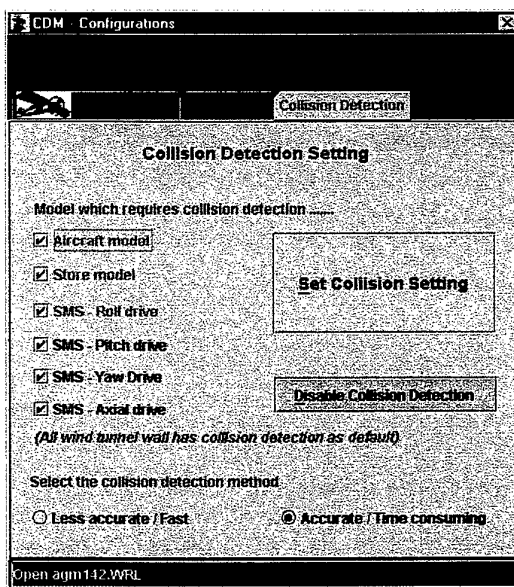 CDM - Configurations
Collision Detection
Collision Detection Setting
Model which requires collision detection ......
Aircraft model
Store model
Set Collision Setting
SMS - Roll drive
SMS - Pitch drive
SMS - Yaw Drive
Disable Collision Detection
SMS - Axial drive
(All wind tunnel wall has collision detection as default)
Select the collision detection method
Less accurate / Fast
Accurate / Time consuming
Open agm142.WRL